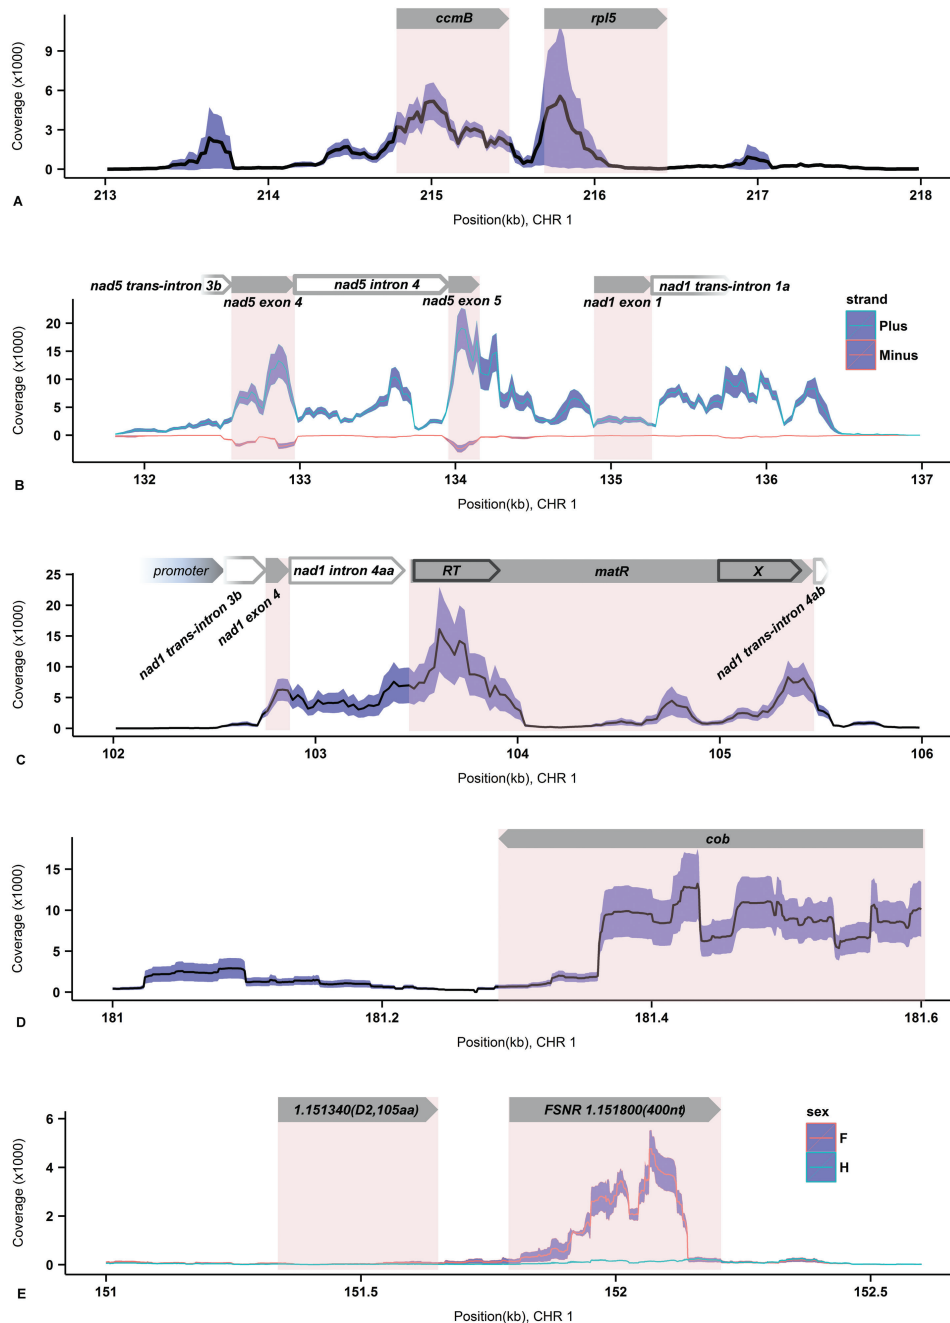 ccmB rpl5
Coverage (x1000)
9
6
3
0
213 214 215 216 217 218
A
Position(kb), CHR 1
nad5 trans-intron 3b nad5 exon 4 nad5 intron 4 nad5 exon 5 nad1 exon 1 nad1 trans-intron 1a
Coverage (x1000)
20
15
10
5
0
strand
Plus
Minus
132 133 134 135 136 137
B
Position(kb), CHR 1
promoter nad1 trans-intron 3b nad1 exon 4 nad1 intron 4aa RT matR X nad1 trans-intron 4ab
Coverage (x1000)
25
20
15
10
5
0
102 103 104 105 106
C
Position(kb), CHR 1
cob
Coverage (x1000)
15
10
5
0
181 181.2 181.4 181.6
D
Position(kb), CHR 1
1.151340(D2,105aa) FSNR 1.151800(400nt)
Coverage (x1000)
6
4
2
0
sex
F
H
151 151.5 152 152.5
E
Position(kb), CHR 1